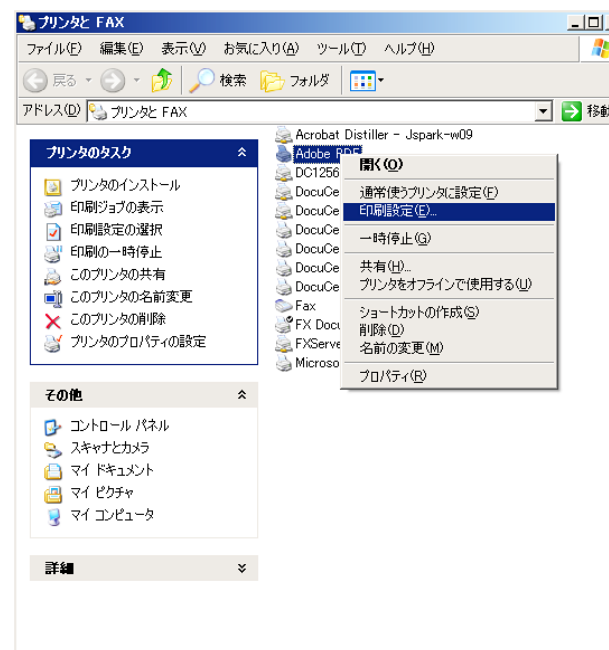 プリンタと FAX
ファイル(F) 編集(E) 表示(V) お気に入り(A) ツール(T) ヘルプ(H)
戻る 検索 フォルダ
アドレス(D) プリンタと FAX 移動
プリンタのタスク
プリンタのインストール
印刷ジョブの表示
印刷設定の選択
印刷の一時停止
このプリンタの共有
このプリンタの名前変更
このプリンタの削除
プリンタのプロパティの設定
その他
コントロール パネル
スキャナとカメラ
マイ ドキュメント
マイ ピクチャ
マイ コンピュータ
詳細
Acrobat Distiller - Jspark-w09
Adobe PDF
DC1256
DocuCe
DocuCe
DocuCe
DocuCe
DocuCe
DocuCe
Fax
FX Docu
FXServe
Microso
開く(O)
通常使うプリンタに設定(F)
印刷設定(E)...
一時停止(G)
共有(H)...
プリンタをオフラインで使用する(U)
ショートカットの作成(S)
削除(D)
名前の変更(M)
プロパティ(R)